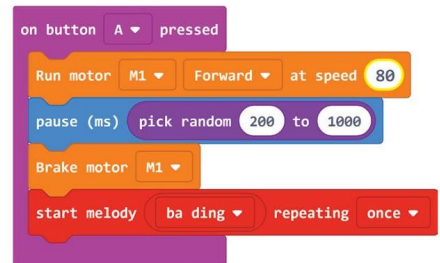 on button A pressed
Run motor M1 Forward at speed 80
pause (ms) pick random 200 to 1000
Brake motor M1
start melody ba ding repeating once